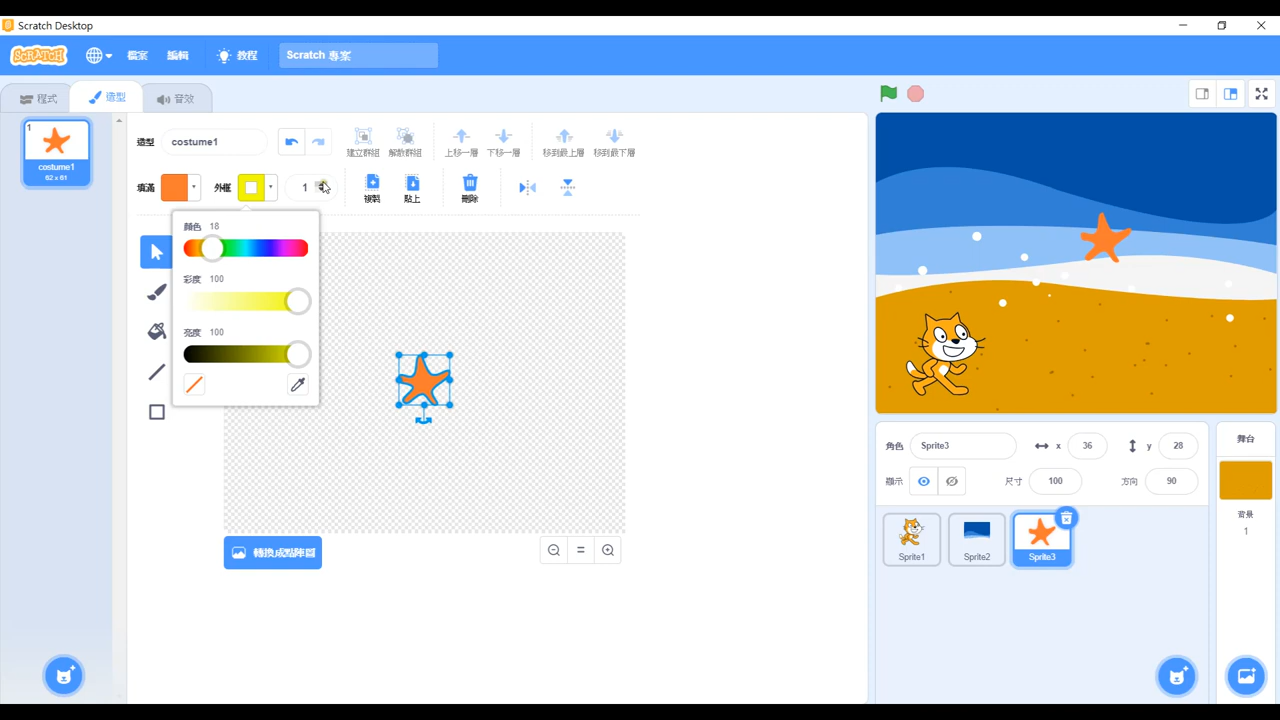 Scratch Desktop
SCRATCH 檔案 編輯 教程 Scratch 專案
程式 造型 音效
1
costume1
62 x 61
造型 costume1 建立群組 解散群組 上移一層 下移一層 移到最上層 移到最下層
填滿 外框 1 複製 貼上 刪除
顏色 18
彩度 100
亮度 100
轉換成點陣圖
角色 Sprite3 x 36 y 28
顯示 尺寸 100 方向 90
Sprite1 Sprite2 Sprite3
舞台
背景
1